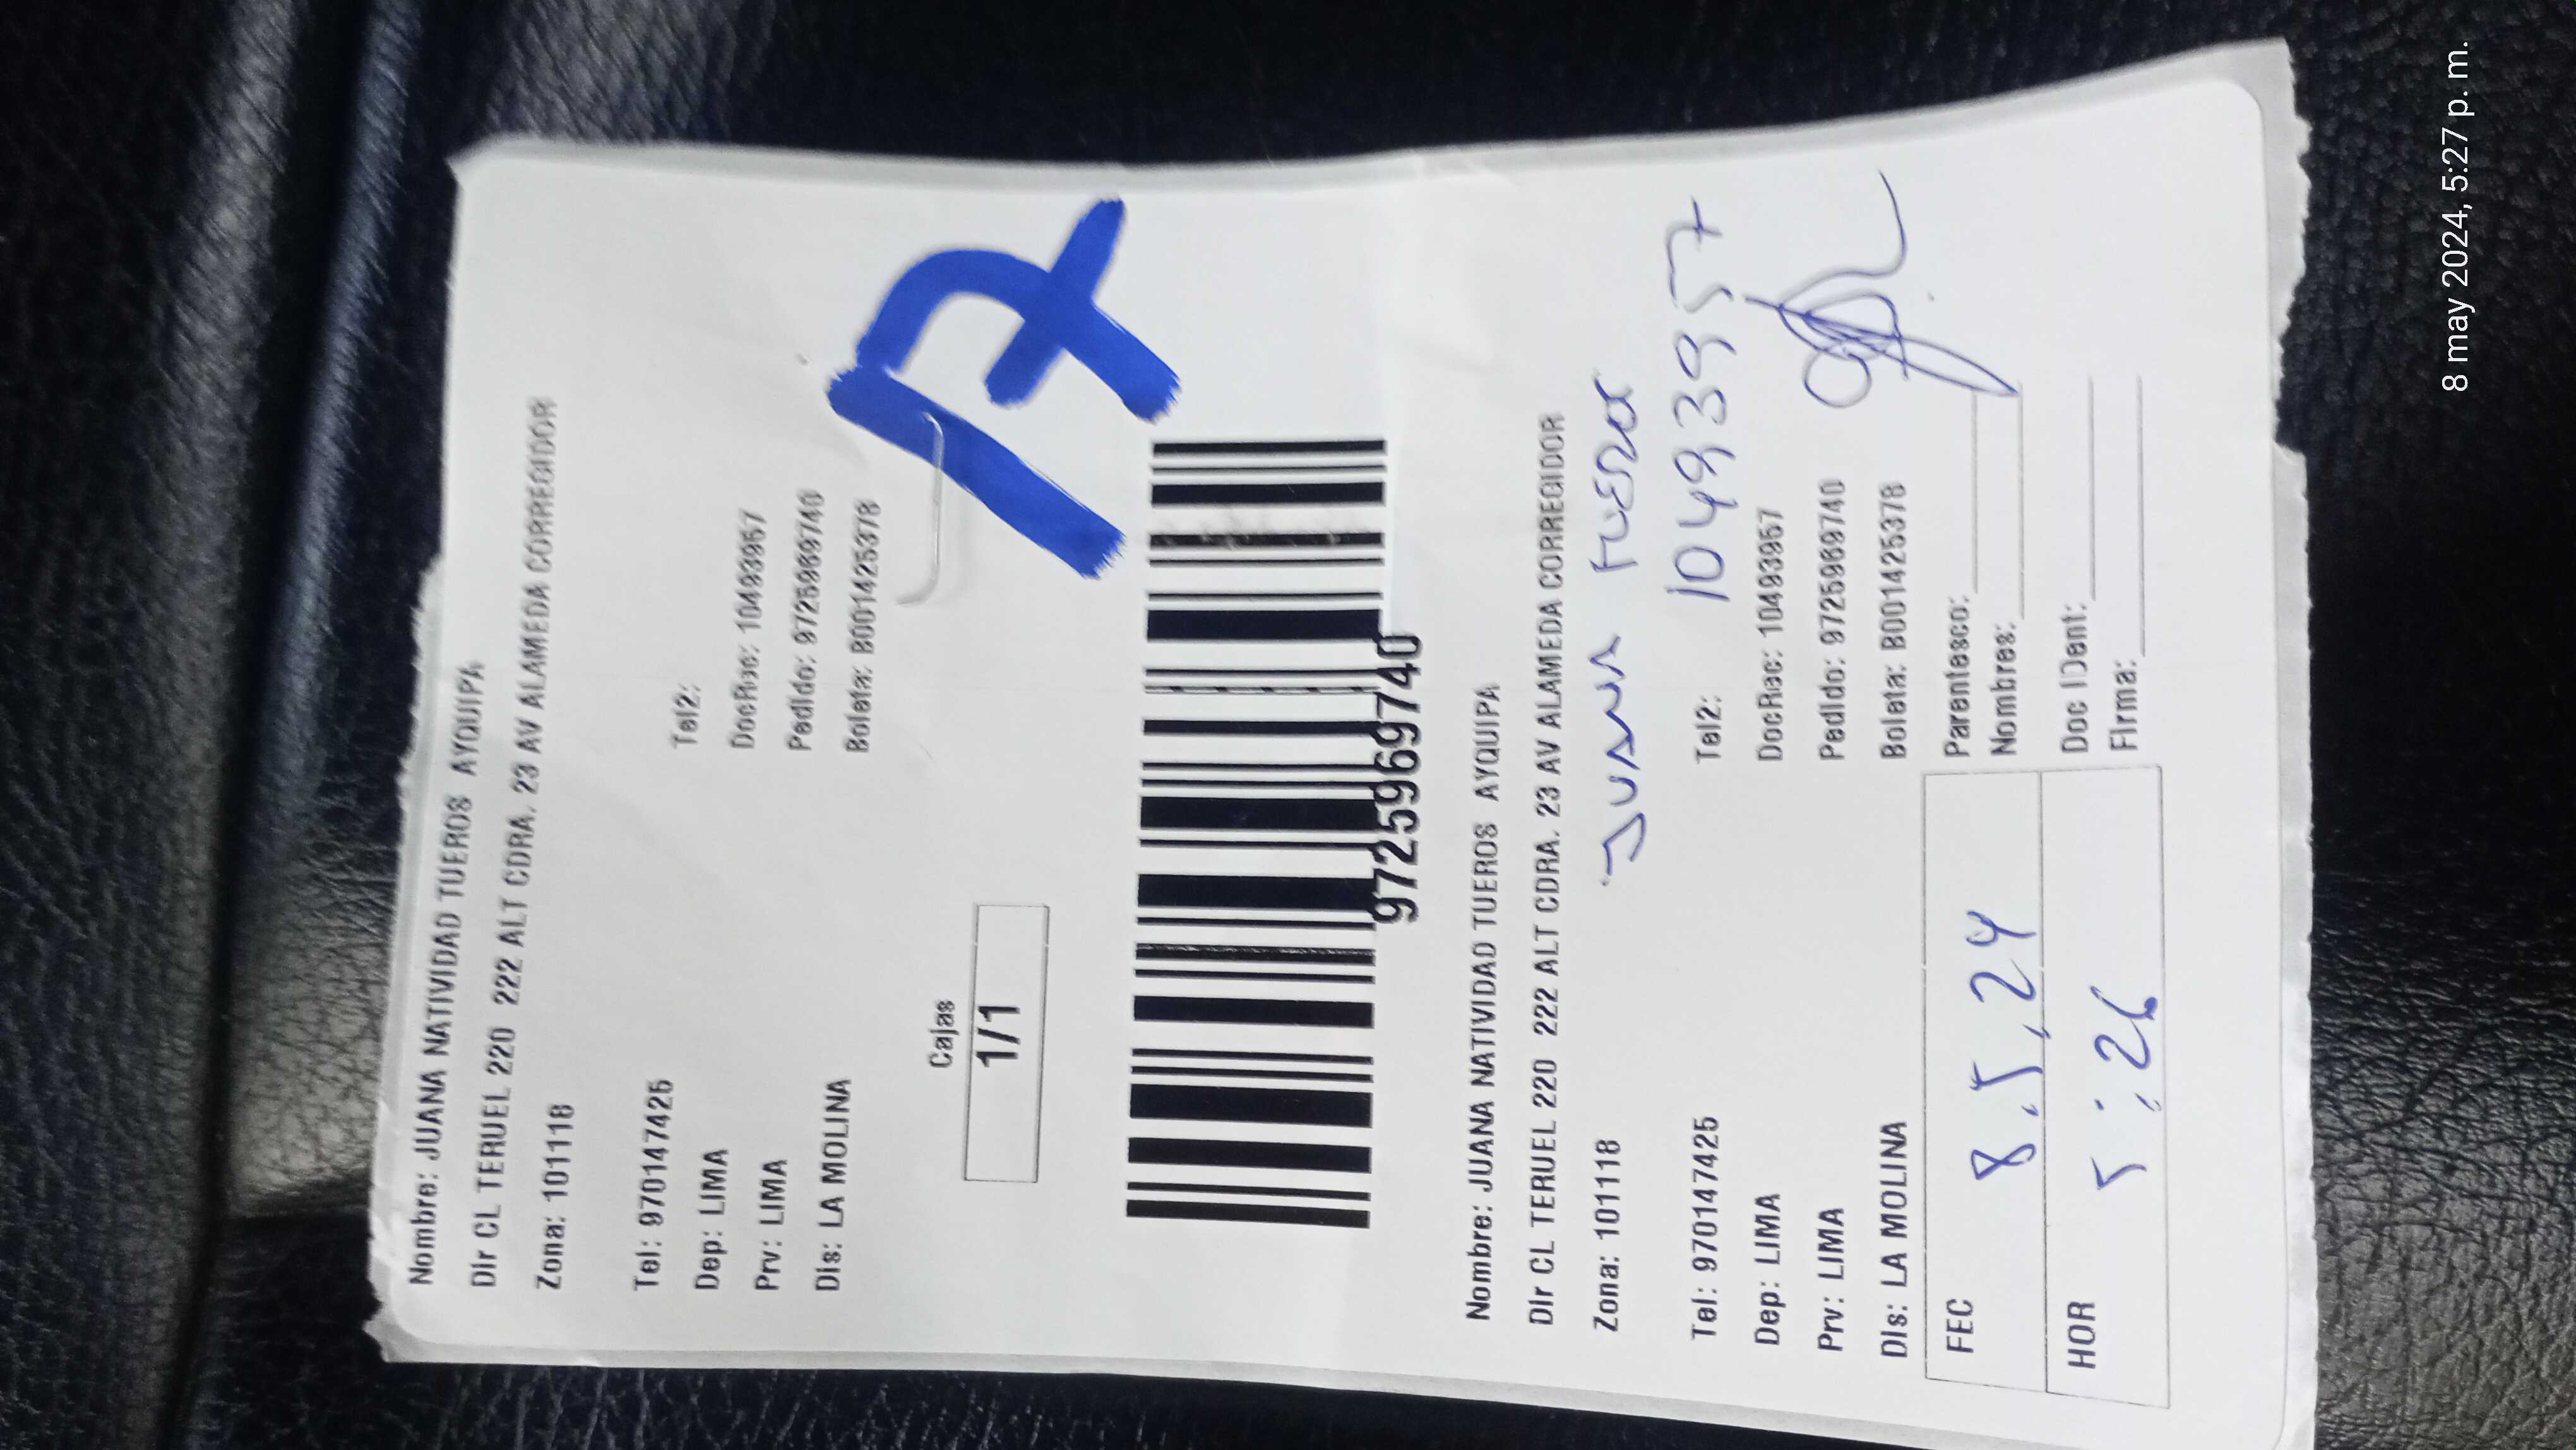 Nombre: JUANA NATIVIDAD TUEROS AYQUIPA
Dir CL TERUEL 220 222 ALT CDRA. 23 AV ALAMEDA CORREGIDOR
Zona: 101118
Tel: 970147425 Tel2:
Dep: LIMA DocRec: 10493957
Prv: LIMA Pedido: 9725969740
Dis: LA MOLINA Boleta: B001425378
17
Cajas
1/1
9725969740
Nombre: JUANA NATIVIDAD TUEROS AYQUIPA
Dir CL TERUEL 220 222 ALT CDRA. 23 AV ALAMEDA CORREGIDOR
Zona: 101118 JUANA
10493957
Tel: 970147425 Tel2:
Dep: LIMA DocRec: 10493957
Prv: LIMA Pedido: 9725969740
Dis: LA MOLINA Boleta: B001425378
FEC 8.5,24 Parentesco:
Nombres:
HOR 5:26 Doc IDent:
Firma:
8 may 2024, 5:27 p. m.